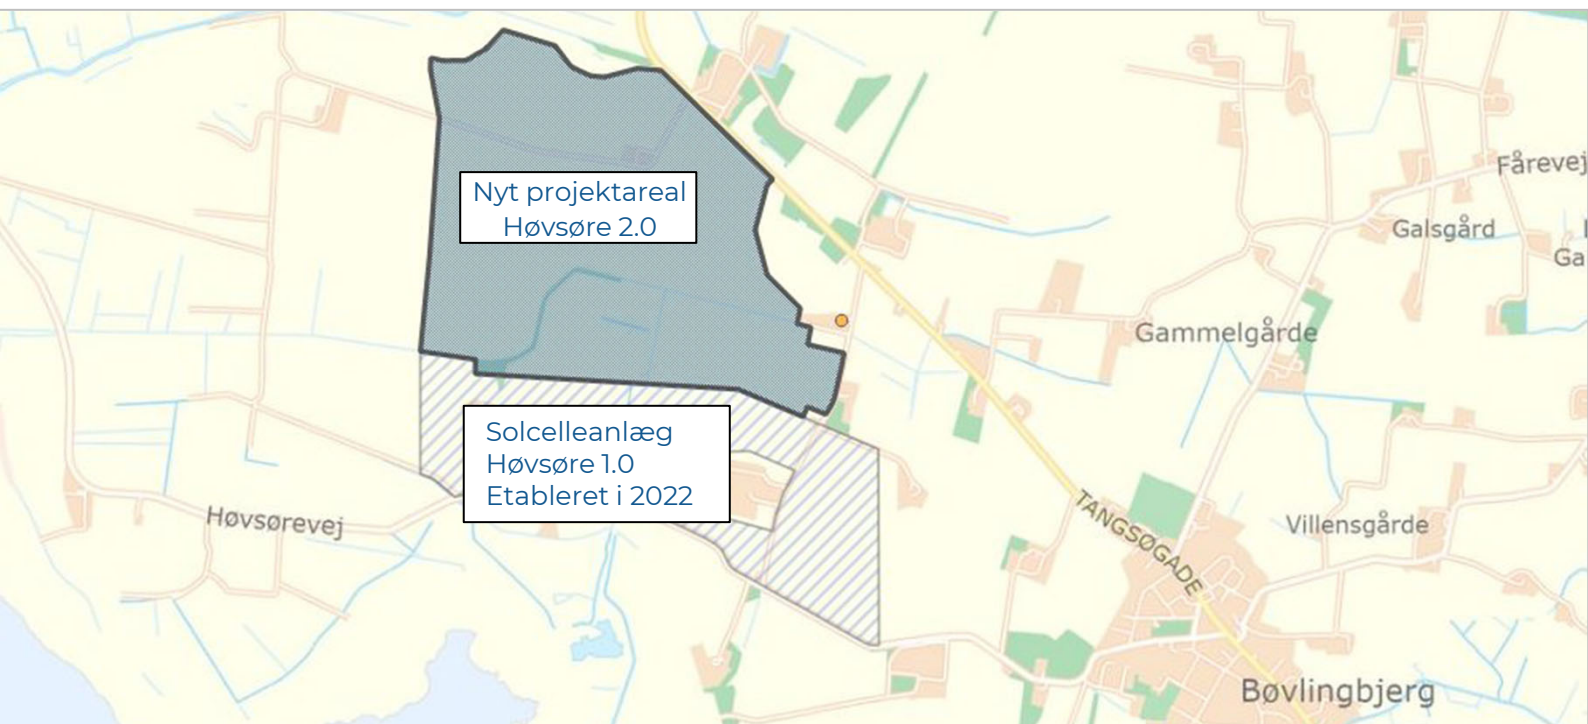 Nyt projektareal
Høvsøre 2.0
Fårevej
Galsgård
Ga
Gammelgårde
Solcelleanlæg
Høvsøre 1.0
Etableret i 2022
Høvsørevej
TANGSØGADE
Villensgårde
Bøvlingbjerg